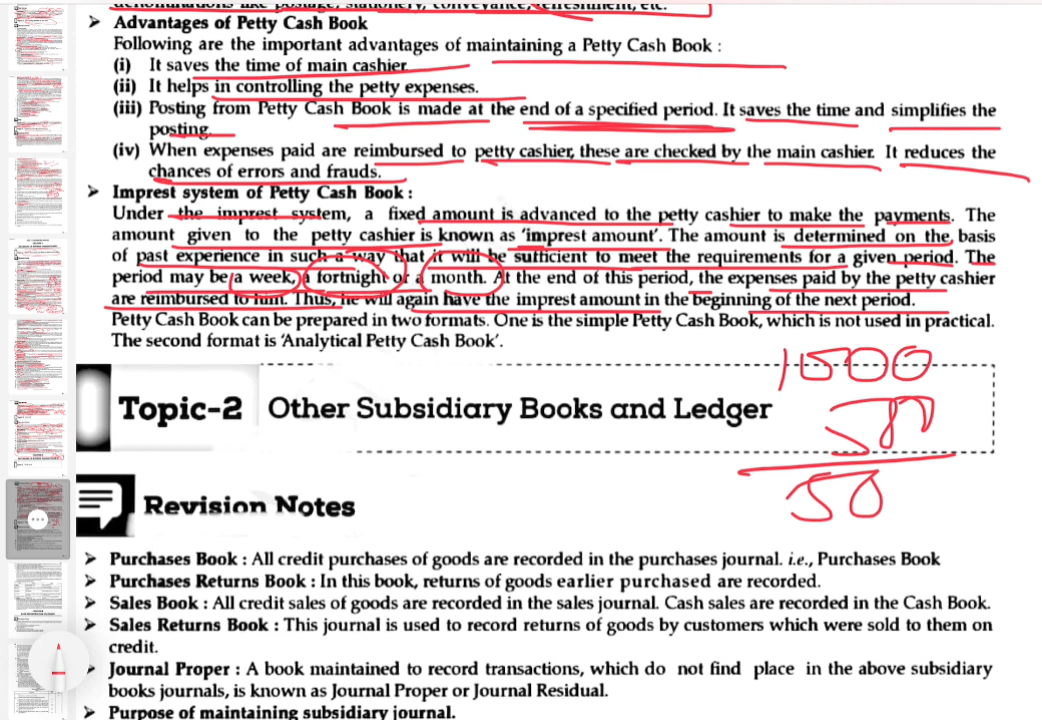 denominations like postage, stationery, conveyance, refreshment, etc.
➤ Advantages of Petty Cash Book
Following are the important advantages of maintaining a Petty Cash Book :
(i) It saves the time of main cashier
(ii) It helps in controlling the petty expenses.
(iii) Posting from Petty Cash Book is made at the end of a specified period. It saves the time and simplifies the
posting.
(iv) When expenses paid are reimbursed to petty cashier, these are checked by the main cashier. It reduces the
chances of errors and frauds.
➤ Imprest system of Petty Cash Book :
Under the imprest system, a fixed amount is advanced to the petty cashier to make the payments. The
amount given to the petty cashier is known as 'imprest amount'. The amount is determined on the basis
of past experience in such a way that it will be sufficient to meet the requirements for a given period. The
period may be a week, fortnight or a month. At the end of this period, the expenses paid by the petty cashier
are reimbursed to him. Thus, he will again have the imprest amount in the beginning of the next period.
Petty Cash Book can be prepared in two formats. One is the simple Petty Cash Book, which is not used in practical.
The second format is 'Analytical Petty Cash Book'.
1500
Topic-2 Other Subsidiary Books and Ledger
50
Revision Notes
➤ Purchases Book : All credit purchases of goods are recorded in the purchases journal. i.e., Purchases Book
➤ Purchases Returns Book : In this book, returns of goods earlier purchased are recorded.
➤ Sales Book : All credit sales of goods are recorded in the sales journal. Cash sales are recorded in the Cash Book.
➤ Sales Returns Book : This journal is used to record returns of goods by customers which were sold to them on
credit.
➤ Journal Proper : A book maintained to record transactions, which do not find place in the above subsidiary
books journals, is known as Journal Proper or Journal Residual.
➤ Purpose of maintaining subsidiary journal.